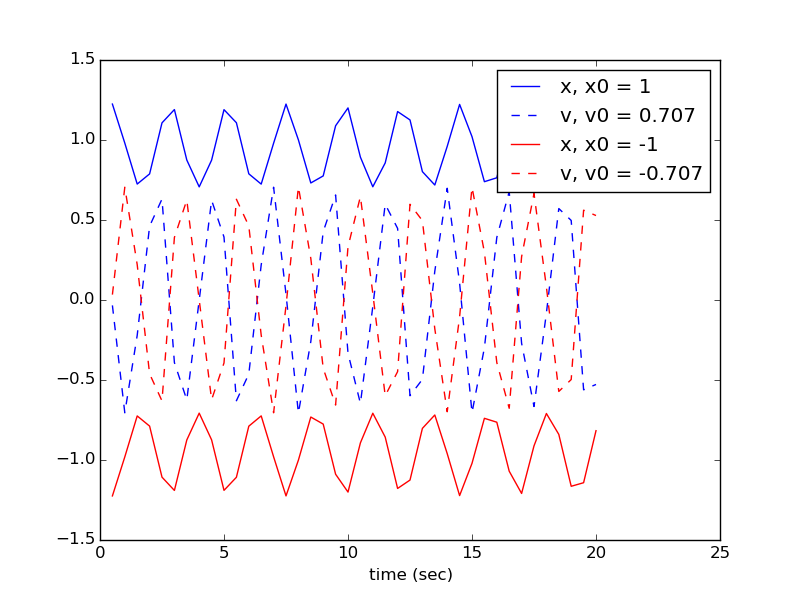 1.5
1.0
0.5
0.0
−0.5
−1.0
−1.5
0 5 10 15 20 25
time (sec)
x, x0 = 1
v, v0 = 0.707
x, x0 = -1
v, v0 = -0.707